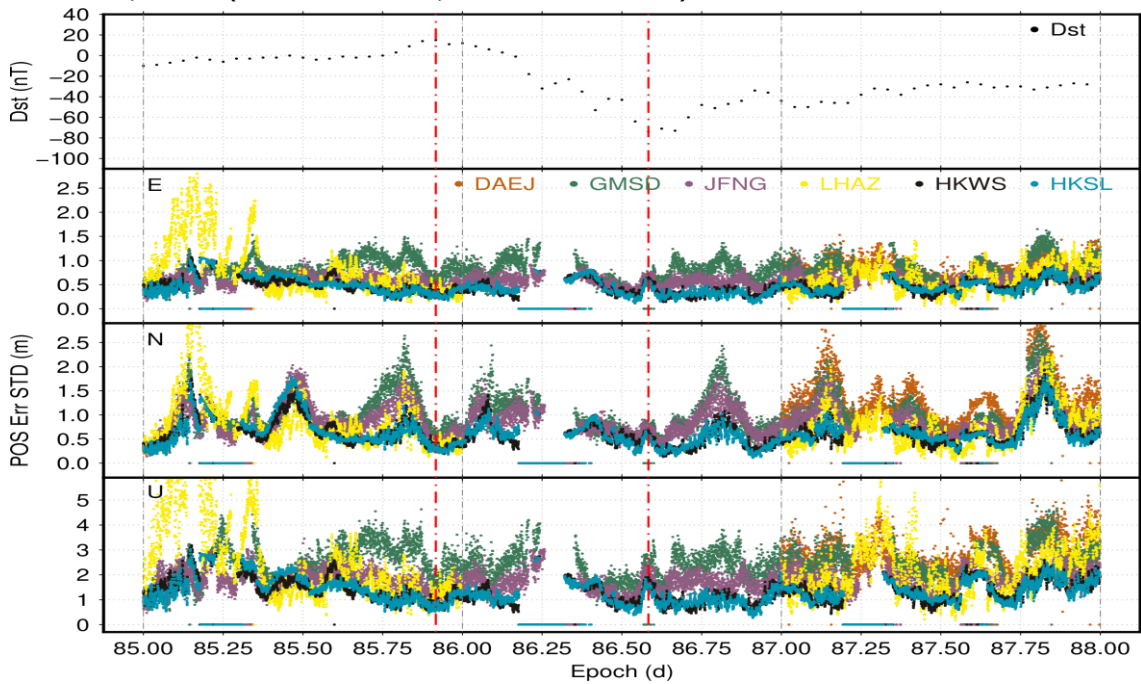 40
20
0
−20
−40
−60
−80
−100
Dst (nT)
Dst
E
DAEJ GMSD JFNG LHAZ HKWS HKSL
2.5
2.0
1.5
1.0
0.5
0.0
N
2.5
2.0
1.5
1.0
0.5
0.0
POS Err STD (m)
U
5
4
3
2
1
0
85.00 85.25 85.50 85.75 86.00 86.25 86.50 86.75 87.00 87.25 87.50 87.75 88.00
Epoch (d)